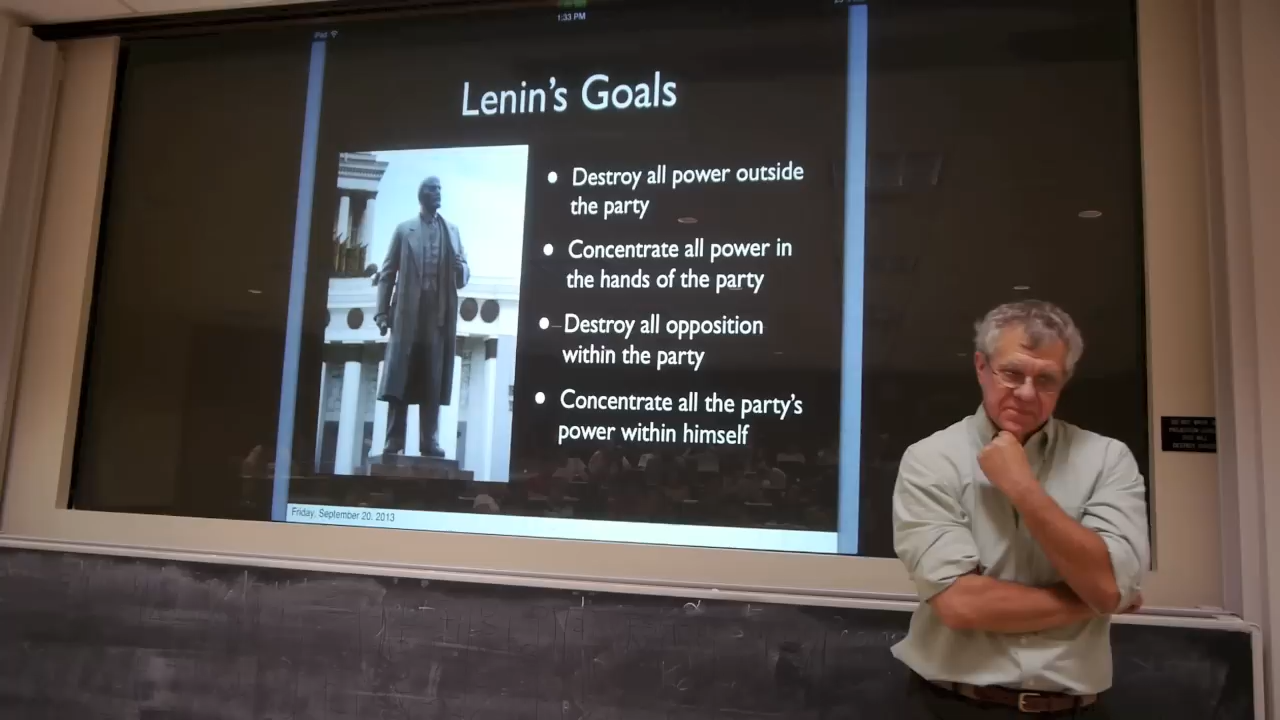 1:33 PM
iPad
Lenin's Goals
• Destroy all power outside
the party
• Concentrate all power in
the hands of the party
• Destroy all opposition
within the party
• Concentrate all the party's
power within himself
Friday, September 20, 2013